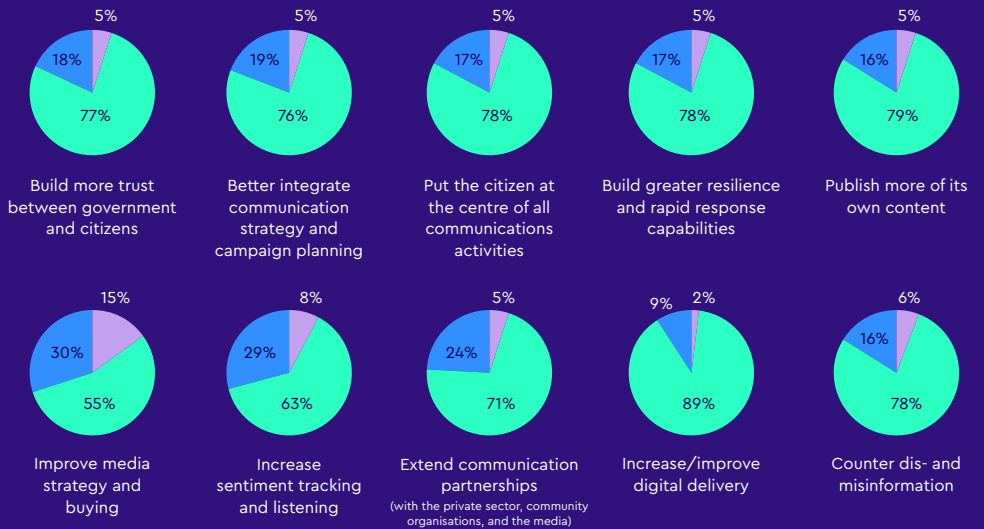 5%
18%
77%
Build more trust
between government
and citizens
5%
19%
76%
Better integrate
communication
strategy and
campaign planning
5%
17%
78%
Put the citizen at
the centre of all
communications
activities
5%
17%
78%
Build greater resilience
and rapid response
capabilities
5%
16%
79%
Publish more of its
own content
15%
30%
55%
Improve media
strategy and
buying
8%
29%
63%
Increase
sentiment tracking
and listening
5%
24%
71%
Extend communication
partnerships
(with the private sector, community
organisations, and the media)
9%
2%
89%
Increase/improve
digital delivery
6%
16%
78%
Counter dis- and
misinformation